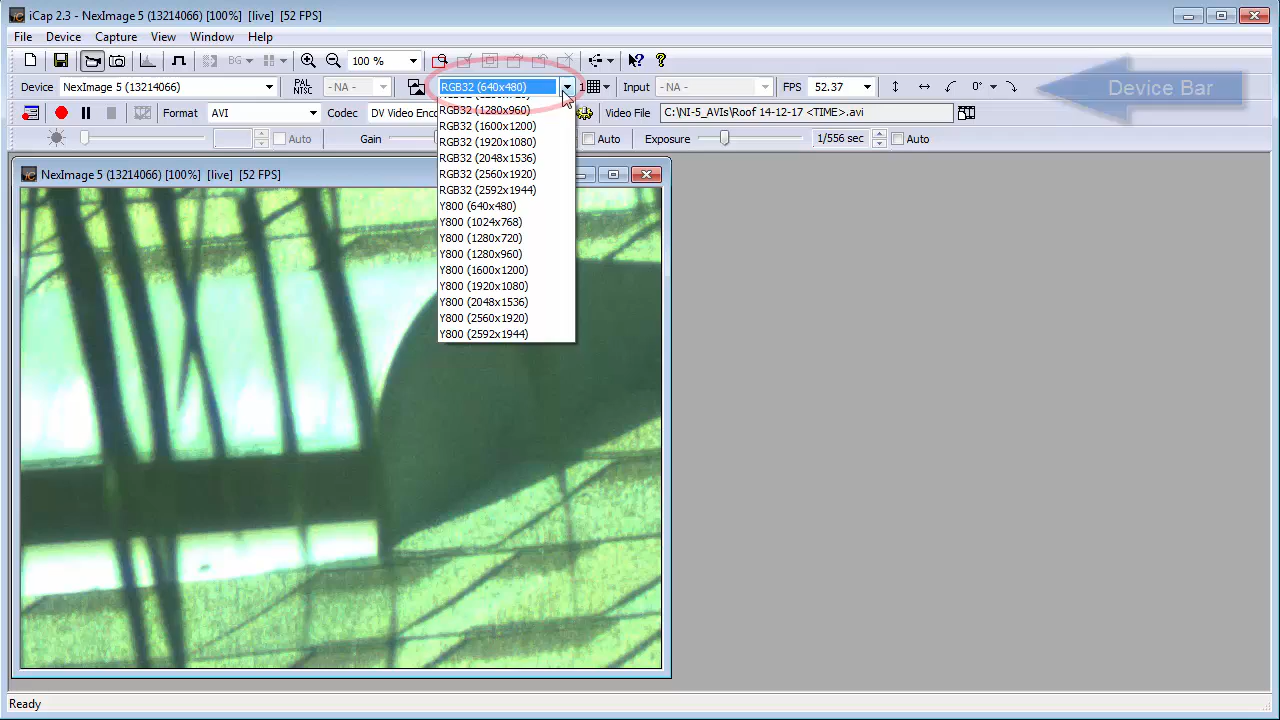 iCap 2.3 - NexImage 5 (13214066) [100%] [live] [52 FPS]
File Device Capture View Window Help
BG 100 %
Device NexImage 5 (13214066) PAL NTSC - NA - RGB32 (640x480) Input - NA - FPS 52.37 0° Device Bar
Format AVI Codec DV Video Enco Video File C:\NI-5_AVIs\Roof 14-12-17 <TIME>.avi
Auto Gain Auto Exposure 1/556 sec Auto
RGB32 (1280x960)
RGB32 (1600x1200)
RGB32 (1920x1080)
RGB32 (2048x1536)
RGB32 (2560x1920)
RGB32 (2592x1944)
Y800 (640x480)
Y800 (1024x768)
Y800 (1280x720)
Y800 (1280x960)
Y800 (1600x1200)
Y800 (1920x1080)
Y800 (2048x1536)
Y800 (2560x1920)
Y800 (2592x1944)
NexImage 5 (13214066) [100%] [live] [52 FPS]
Ready